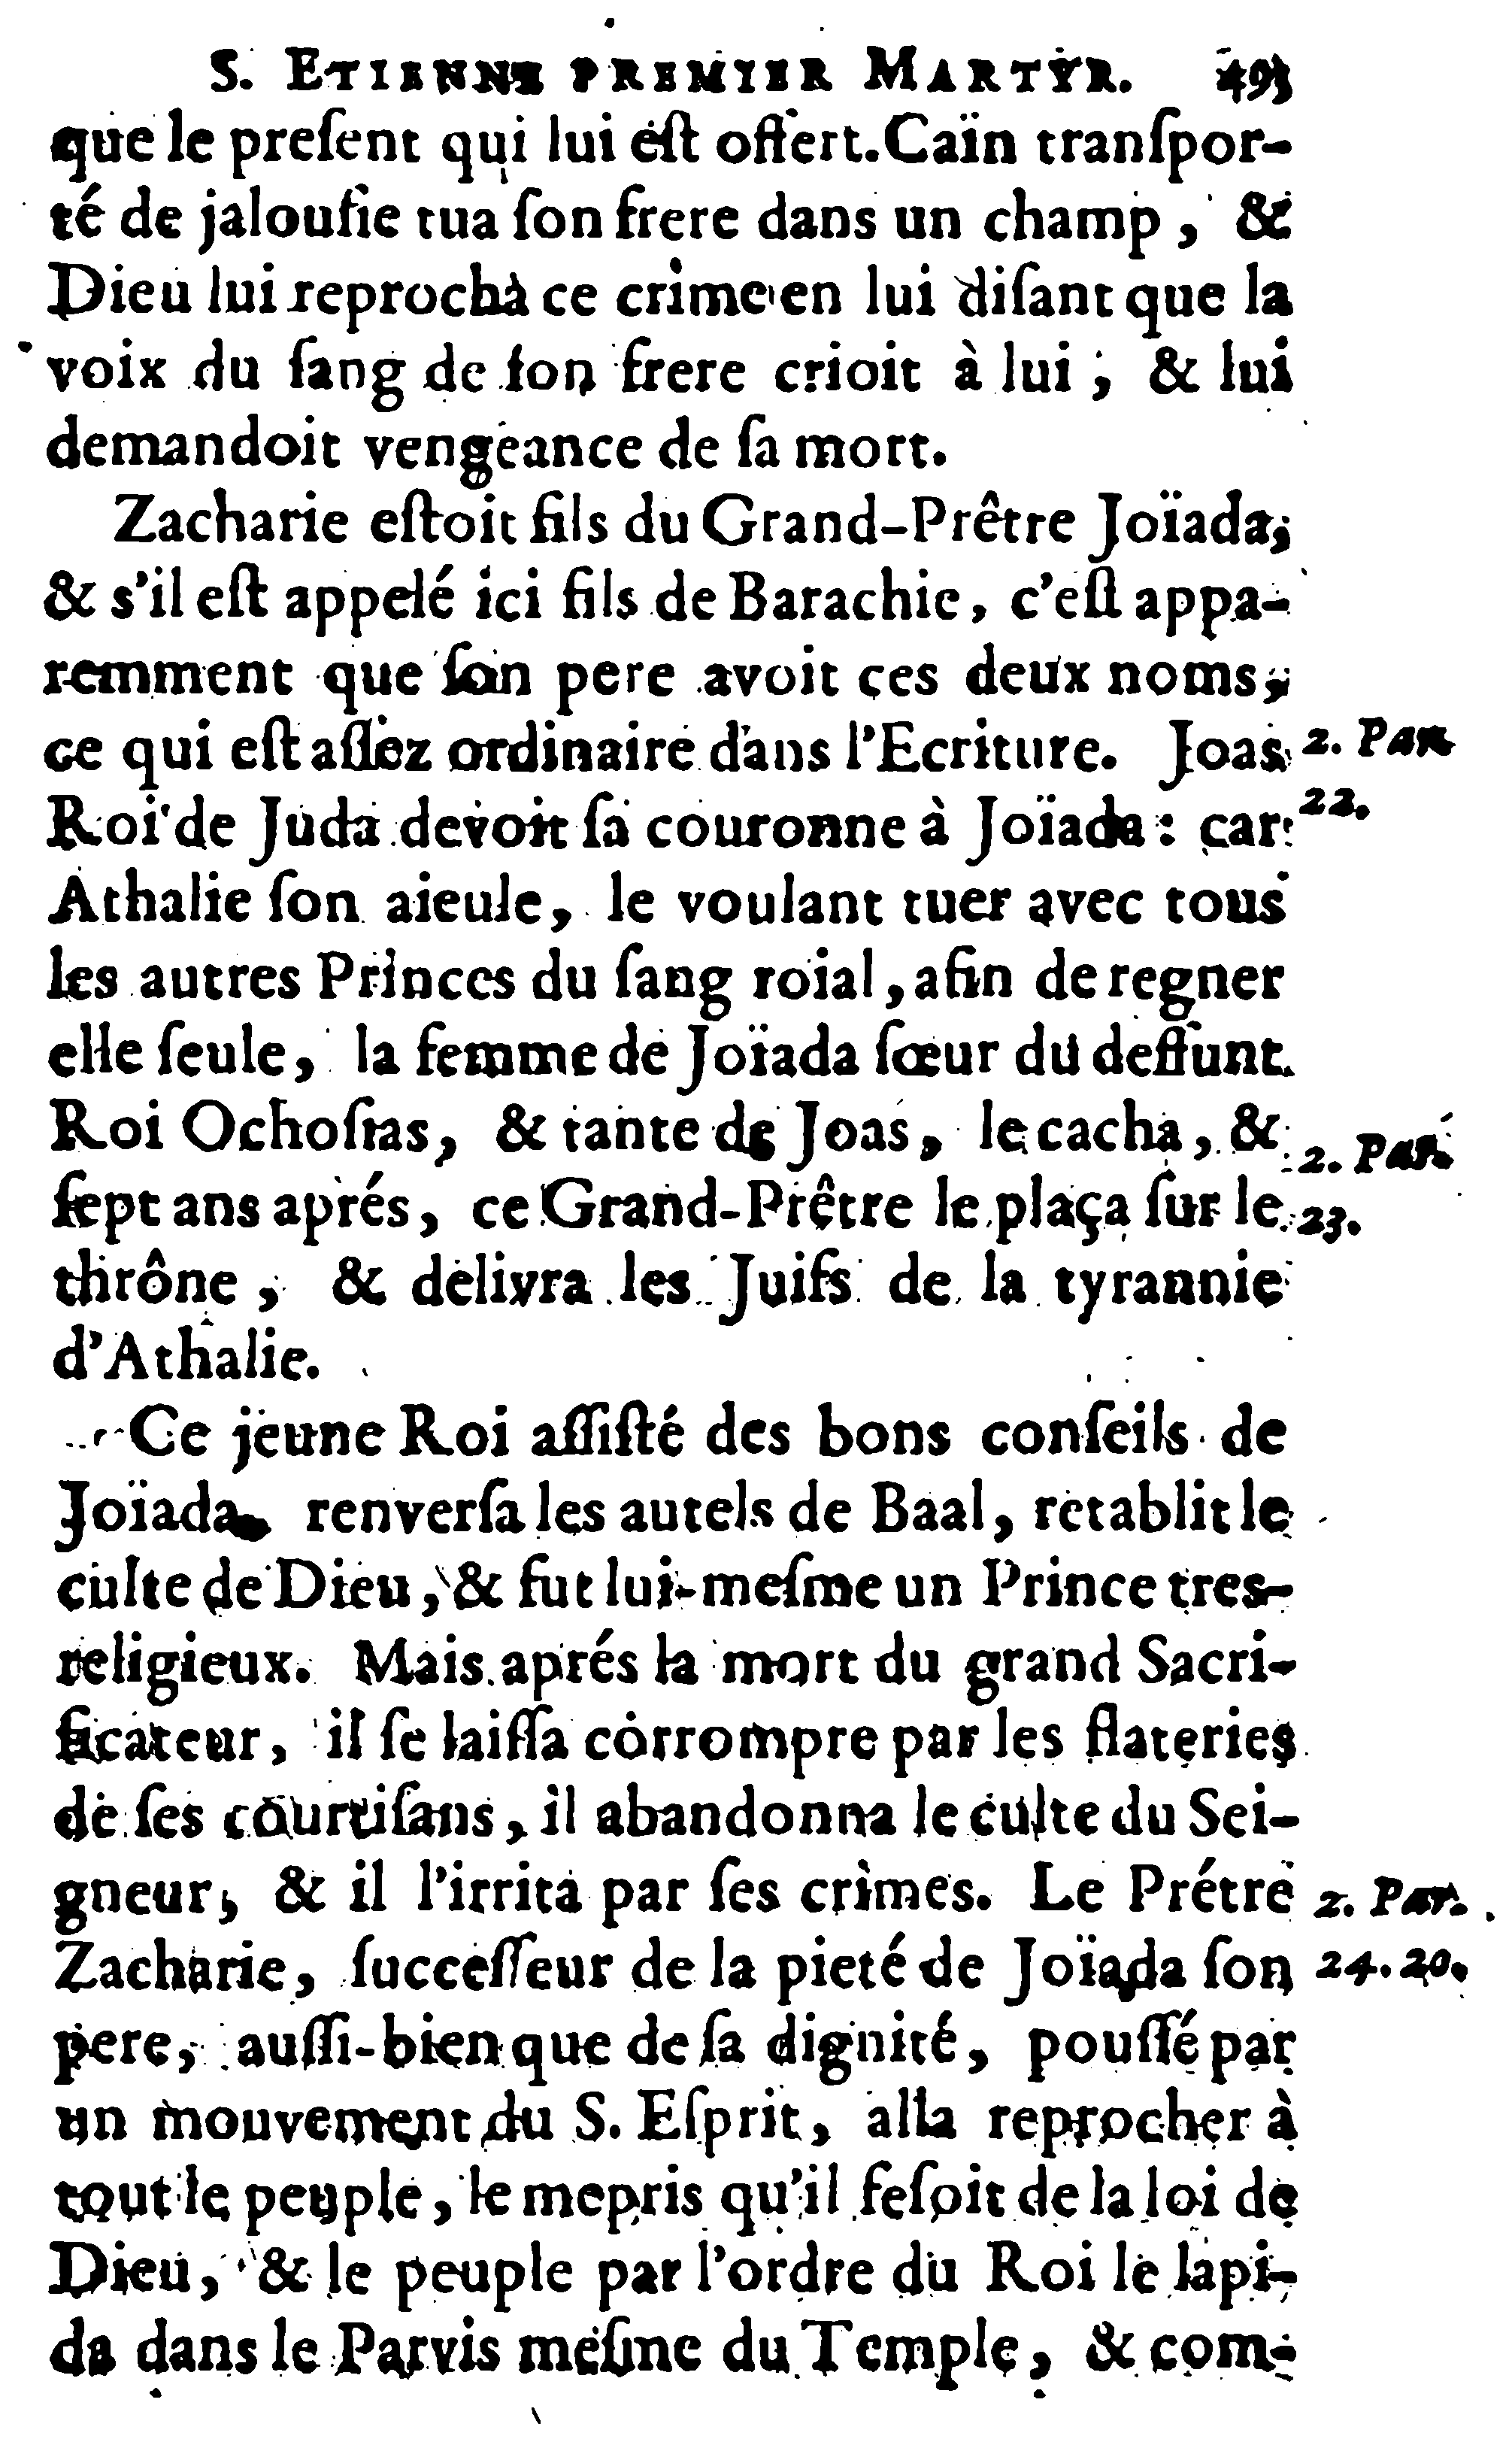 S. ETIENNE PREMIER MARTYR. 493
que le preſent qui lui eſt offert. Caïn tranſpor-
té de jalouſie tua ſon frere dans un champ, &
Dieu lui reprocha ce crime en lui diſant que la
voix du ſang de ſon frere crioit à lui, & lui
demandoit vengeance de ſa mort.
Zacharie eſtoit fils du Grand-Prêtre Joïada;
& s'il eſt appelé ici fils de Barachie, c'eſt appa-
remment que ſon pere avoit ces deux noms,
ce qui eſt aſſez ordinaire dans l'Ecriture. Joas 2. Par.
Roi de Juda devoit ſa couronne à Joïada : car 22.
Athalie ſon aieule, le voulant tuer avec tous
les autres Princes du ſang roial, afin de regner
elle ſeule, la femme de Joïada ſœur du deffunt
Roi Ochoſias, & tante de Joas, le cacha, & 2. Par.
ſept ans aprés, ce Grand-Prêtre le plaça ſur le 23.
thrône, & delivra les Juifs de la tyrannie
d'Athalie.
Ce jeune Roi aſſiſté des bons conſeils de
Joïada, renverſa les autels de Baal, retablit le
culte de Dieu, & fut lui-meſme un Prince tres-
religieux. Mais aprés la mort du grand Sacri-
ficateur, il ſe laiſſa corrompre par les flateries
de ſes courtiſans, il abandonna le culte du Sei-
gneur, & il l'irrita par ſes crimes. Le Prétre 2. Par.
Zacharie, ſucceſſeur de la pieté de Joïada ſon 24. 20.
pere, auſſi-bien que de ſa dignité, pouſſé par
un mouvement du S. Eſprit, alla reprocher à
tout le peuple, le mepris qu'il feſoit de la loi de
Dieu, & le peuple par l'ordre du Roi le lapi-
da dans le Parvis meſme du Temple, & com-